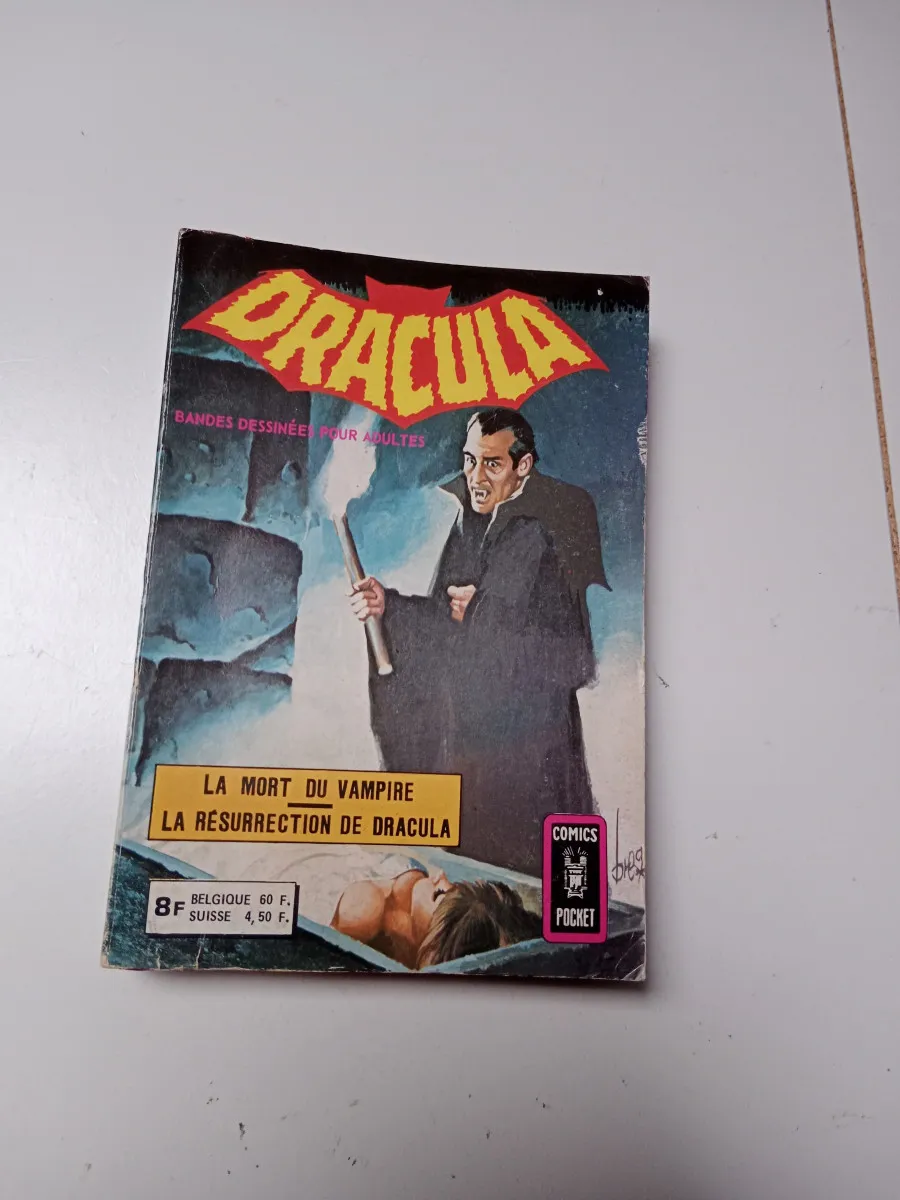 DRACULA
BANDES DESSINÉES POUR ADULTES
LA MORT DU VAMPIRE
LA RÉSURRECTION DE DRACULA
8F BELGIQUE 60 F.
SUISSE 4,50 F.
COMICS
POCKET